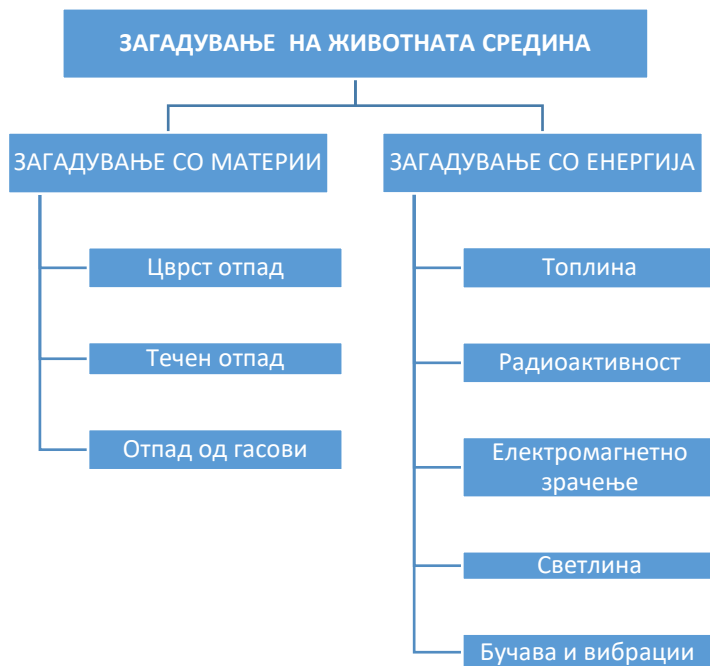 ЗАГАДУВАЊЕ НА ЖИВОТНАТА СРЕДИНА
ЗАГАДУВАЊЕ СО МАТЕРИИ
Цврст отпад
Течен отпад
Отпад од гасови
ЗАГАДУВАЊЕ СО ЕНЕРГИЈА
Топлина
Радиоактивност
Електромагнетно
зрачење
Светлина
Бучава и вибрации